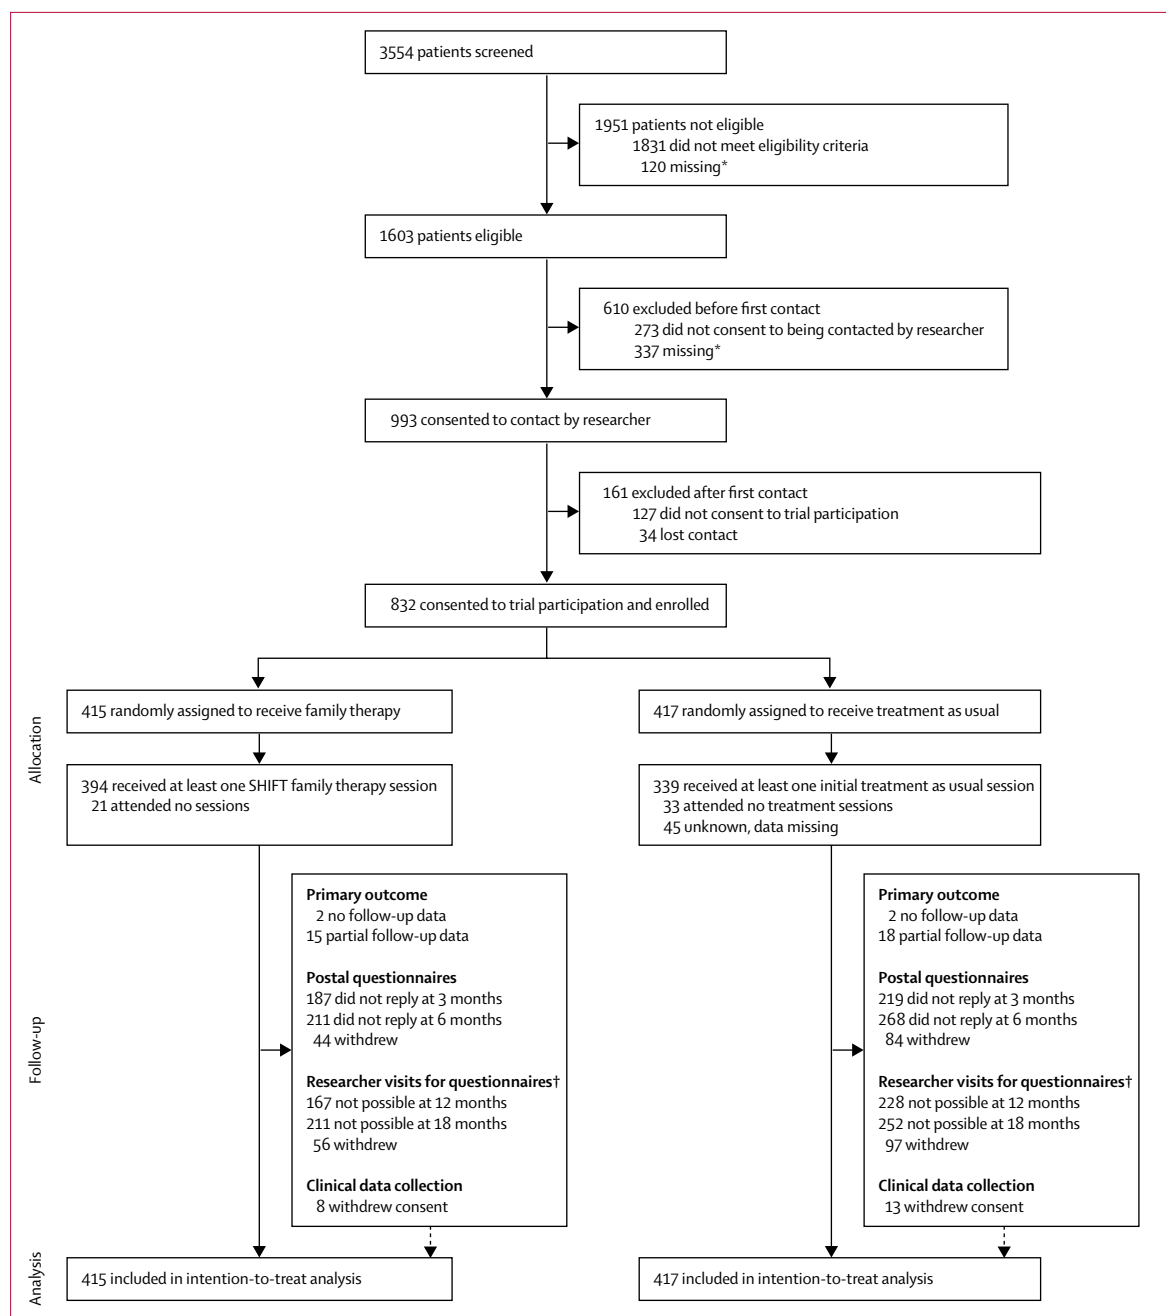 3554 patients screened
1951 patients not eligible
1831 did not meet eligibility criteria
120 missing*
1603 patients eligible
610 excluded before first contact
273 did not consent to being contacted by researcher
337 missing*
993 consented to contact by researcher
161 excluded after first contact
127 did not consent to trial participation
34 lost contact
832 consented to trial participation and enrolled
Allocation
415 randomly assigned to receive family therapy
417 randomly assigned to receive treatment as usual
394 received at least one SHIFT family therapy session
21 attended no sessions
339 received at least one initial treatment as usual session
33 attended no treatment sessions
45 unknown, data missing
Follow-up
Primary outcome
2 no follow-up data
15 partial follow-up data
Postal questionnaires
187 did not reply at 3 months
211 did not reply at 6 months
44 withdrew
Researcher visits for questionnaires†
167 not possible at 12 months
211 not possible at 18 months
56 withdrew
Clinical data collection
8 withdrew consent
Primary outcome
2 no follow-up data
18 partial follow-up data
Postal questionnaires
219 did not reply at 3 months
268 did not reply at 6 months
84 withdrew
Researcher visits for questionnaires†
228 not possible at 12 months
252 not possible at 18 months
97 withdrew
Clinical data collection
13 withdrew consent
Analysis
415 included in intention-to-treat analysis
417 included in intention-to-treat analysis